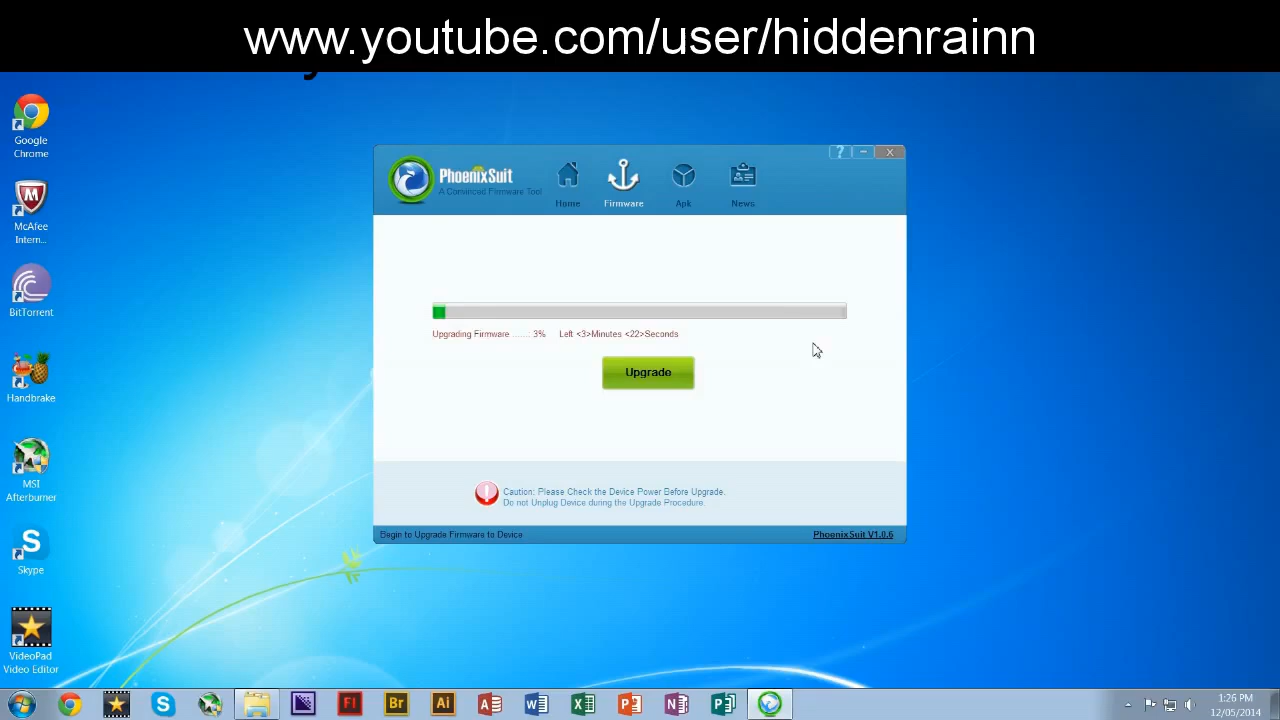 www.youtube.com/user/hiddenrainn
Google
Chrome
McAfee
Intern...
BitTorrent
Handbrake
MSI
Afterburner
Skype
VideoPad
Video Editor
PhoenixSuit
A Convinced Firmware Tool
Home
Firmware
Apk
News
? – X
Upgrading Firmware ....... 3% Left <3>Minutes <22>Seconds
Upgrade
Caution: Please Check the Device Power Before Upgrade.
Do not Unplug Device during the Upgrade Procedure.
Begin to Upgrade Firmware to Device
PhoenixSuit V1.0.6
Fl
Br
Ai
1:26 PM
12/05/2014